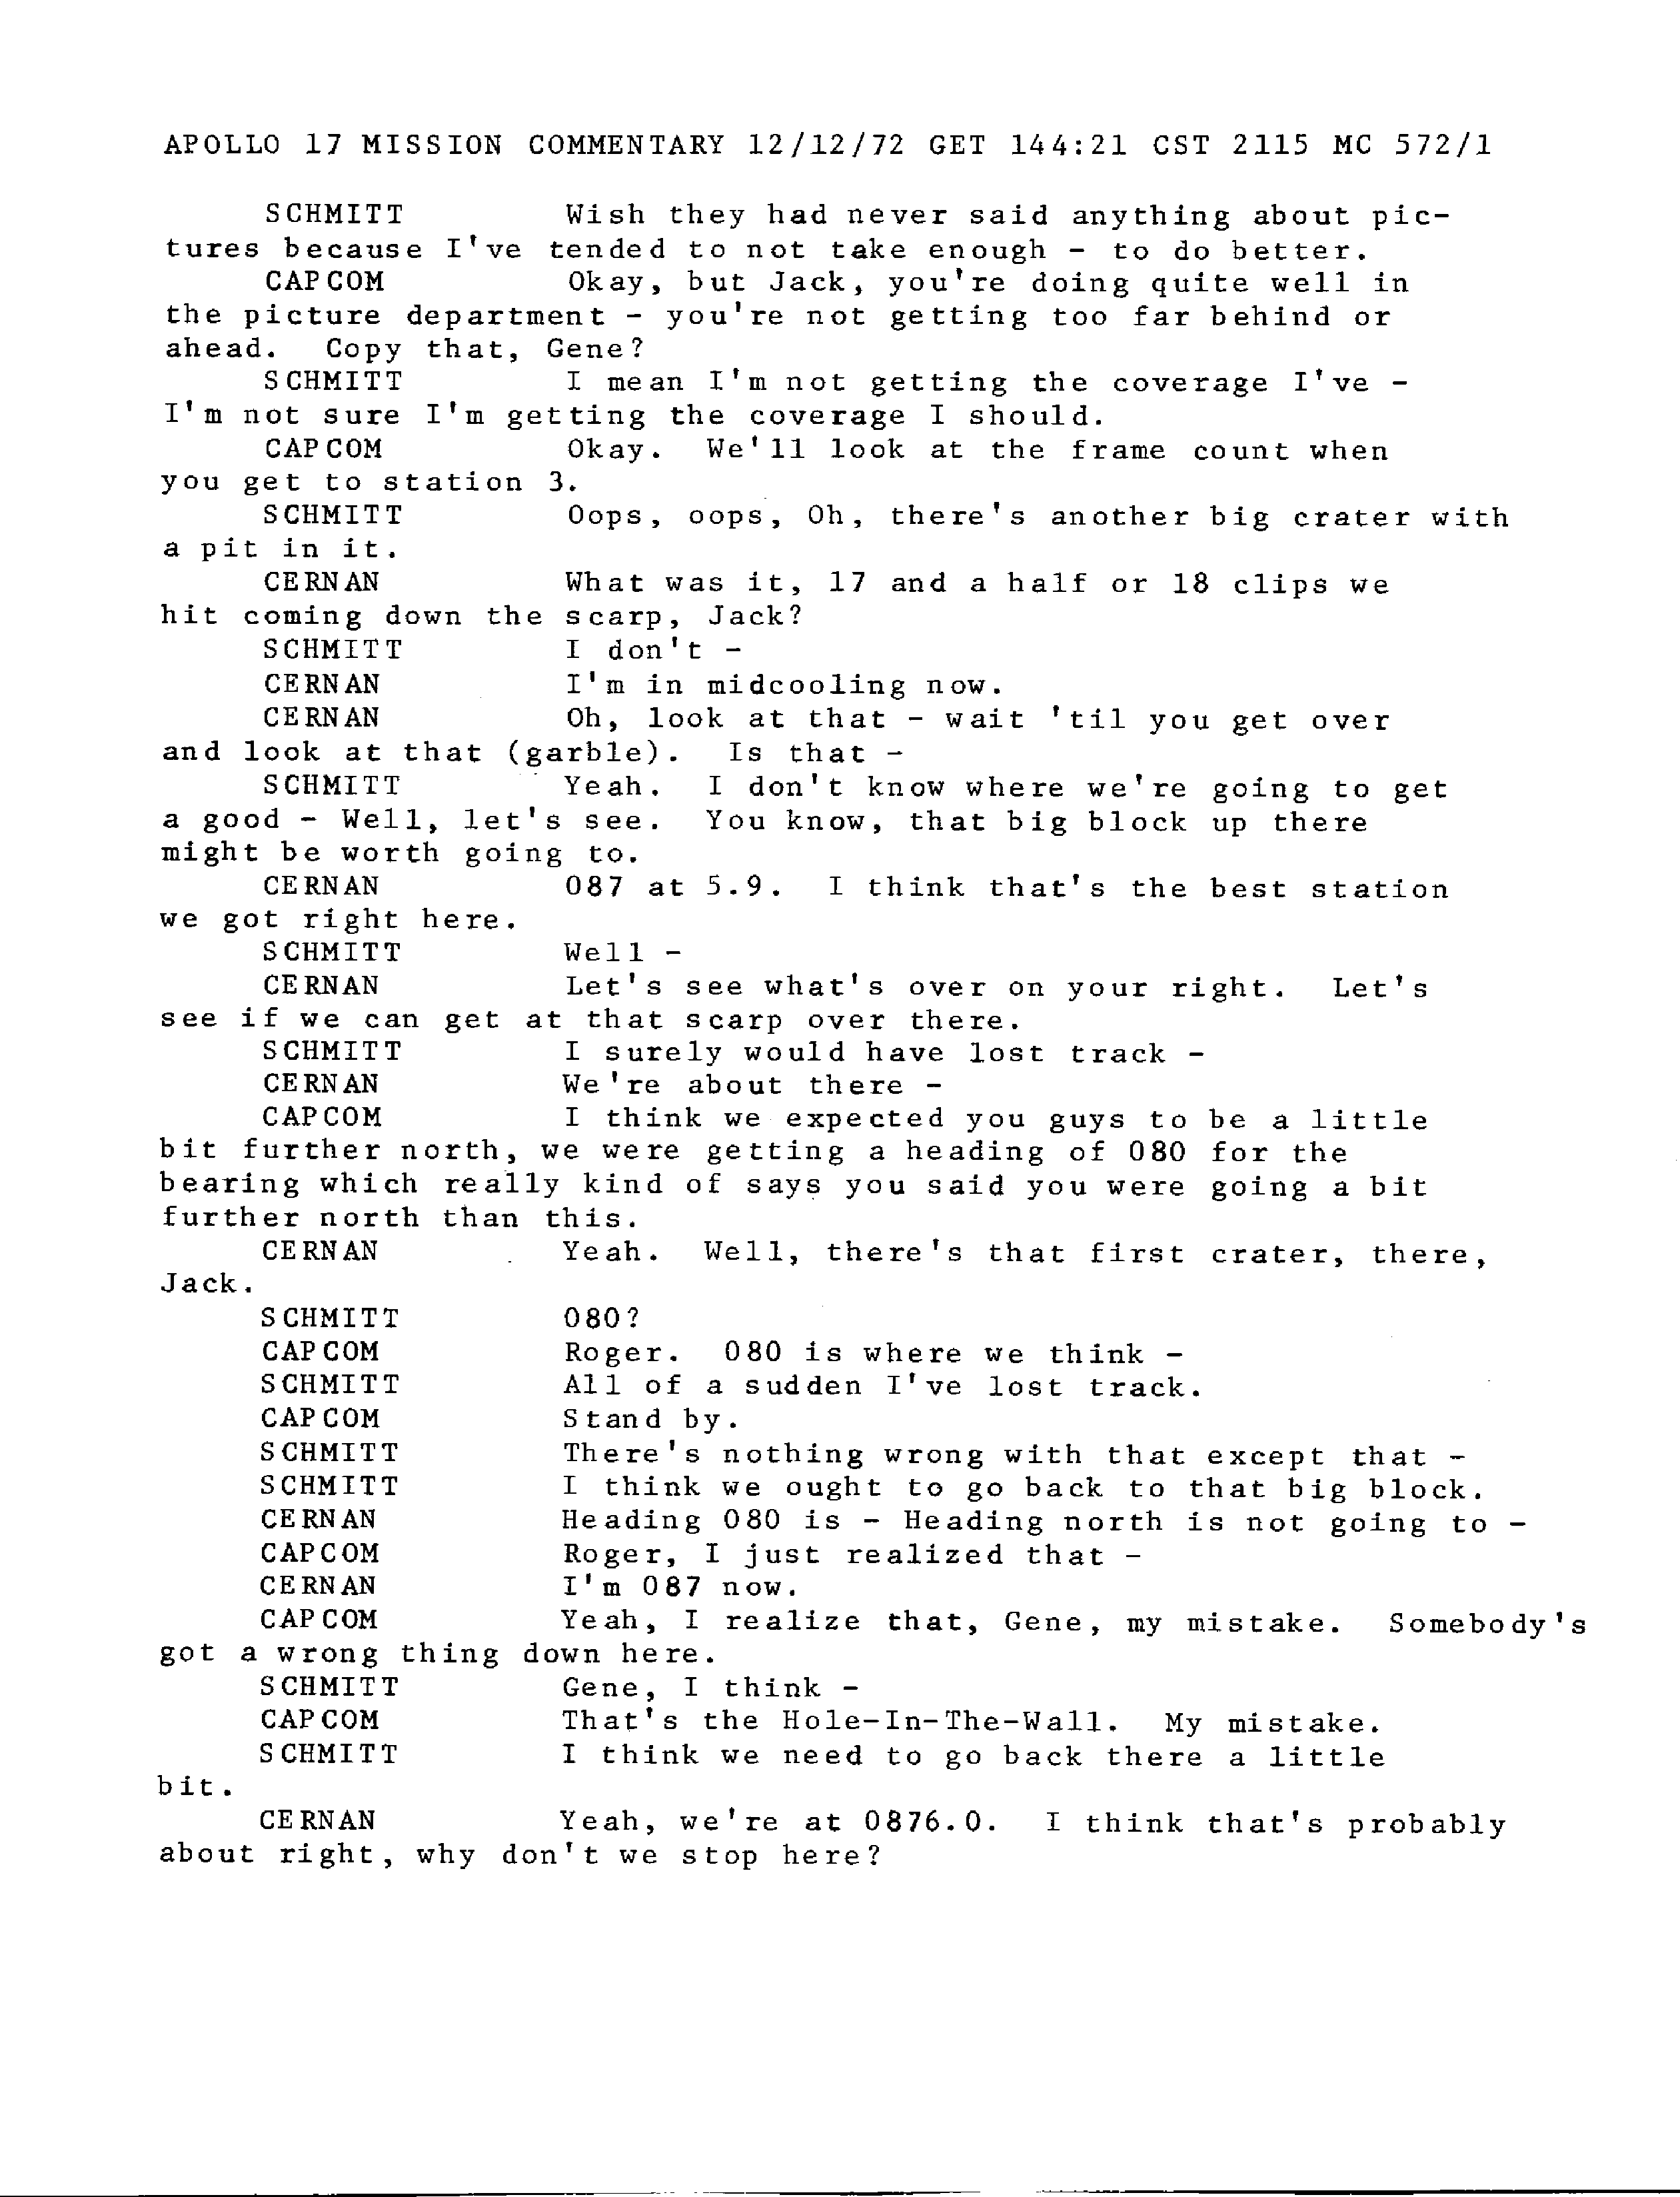 APOLLO 17 MISSION COMMENTARY 12/12/72 GET 144:21 CST 2115 MC 572/1
SCHMITT Wish they had never said anything about pic-
tures because I've tended to not take enough - to do better.
CAPCOM Okay, but Jack, you're doing quite well in
the picture department - you're not getting too far behind or
ahead. Copy that, Gene?
SCHMITT I mean I'm not getting the coverage I've -
I'm not sure I'm getting the coverage I should.
CAPCOM Okay. We'll look at the frame count when
you get to station 3.
SCHMITT Oops, oops, Oh, there's another big crater with
a pit in it.
CERNAN What was it, 17 and a half or 18 clips we
hit coming down the scarp, Jack?
SCHMITT I don't -
CERNAN I'm in midcooling now.
CERNAN Oh, look at that - wait 'til you get over
and look at that (garble). Is that -
SCHMITT Yeah. I don't know where we're going to get
a good - Well, let's see. You know, that big block up there
might be worth going to.
CERNAN 087 at 5.9. I think that's the best station
we got right here.
SCHMITT Well -
CERNAN Let's see what's over on your right. Let's
see if we can get at that scarp over there.
SCHMITT I surely would have lost track -
CERNAN We're about there -
CAPCOM I think we expected you guys to be a little
bit further north, we were getting a heading of 080 for the
bearing which really kind of says you said you were going a bit
further north than this.
CERNAN Yeah. Well, there's that first crater, there,
Jack.
SCHMITT 080?
CAPCOM Roger. 080 is where we think -
SCHMITT All of a sudden I've lost track.
CAPCOM Stand by.
SCHMITT There's nothing wrong with that except that -
SCHMITT I think we ought to go back to that big block.
CERNAN Heading 080 is - Heading north is not going to -
CAPCOM Roger, I just realized that -
CERNAN I'm 087 now.
CAPCOM Yeah, I realize that, Gene, my mistake. Somebody's
got a wrong thing down here.
SCHMITT Gene, I think -
CAPCOM That's the Hole-In-The-Wall. My mistake.
SCHMITT I think we need to go back there a little
bit.
CERNAN Yeah, we're at 0876.0. I think that's probably
about right, why don't we stop here?